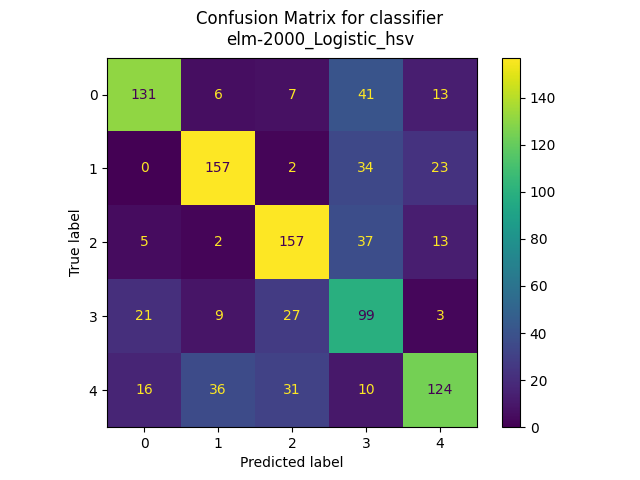 Confusion Matrix for classifier
elm-2000_Logistic_hsv
0 131 6 7 41 13
1 0 157 2 34 23
2 5 2 157 37 13
3 21 9 27 99 3
4 16 36 31 10 124
0 1 2 3 4
Predicted label
True label
140
120
100
80
60
40
20
0